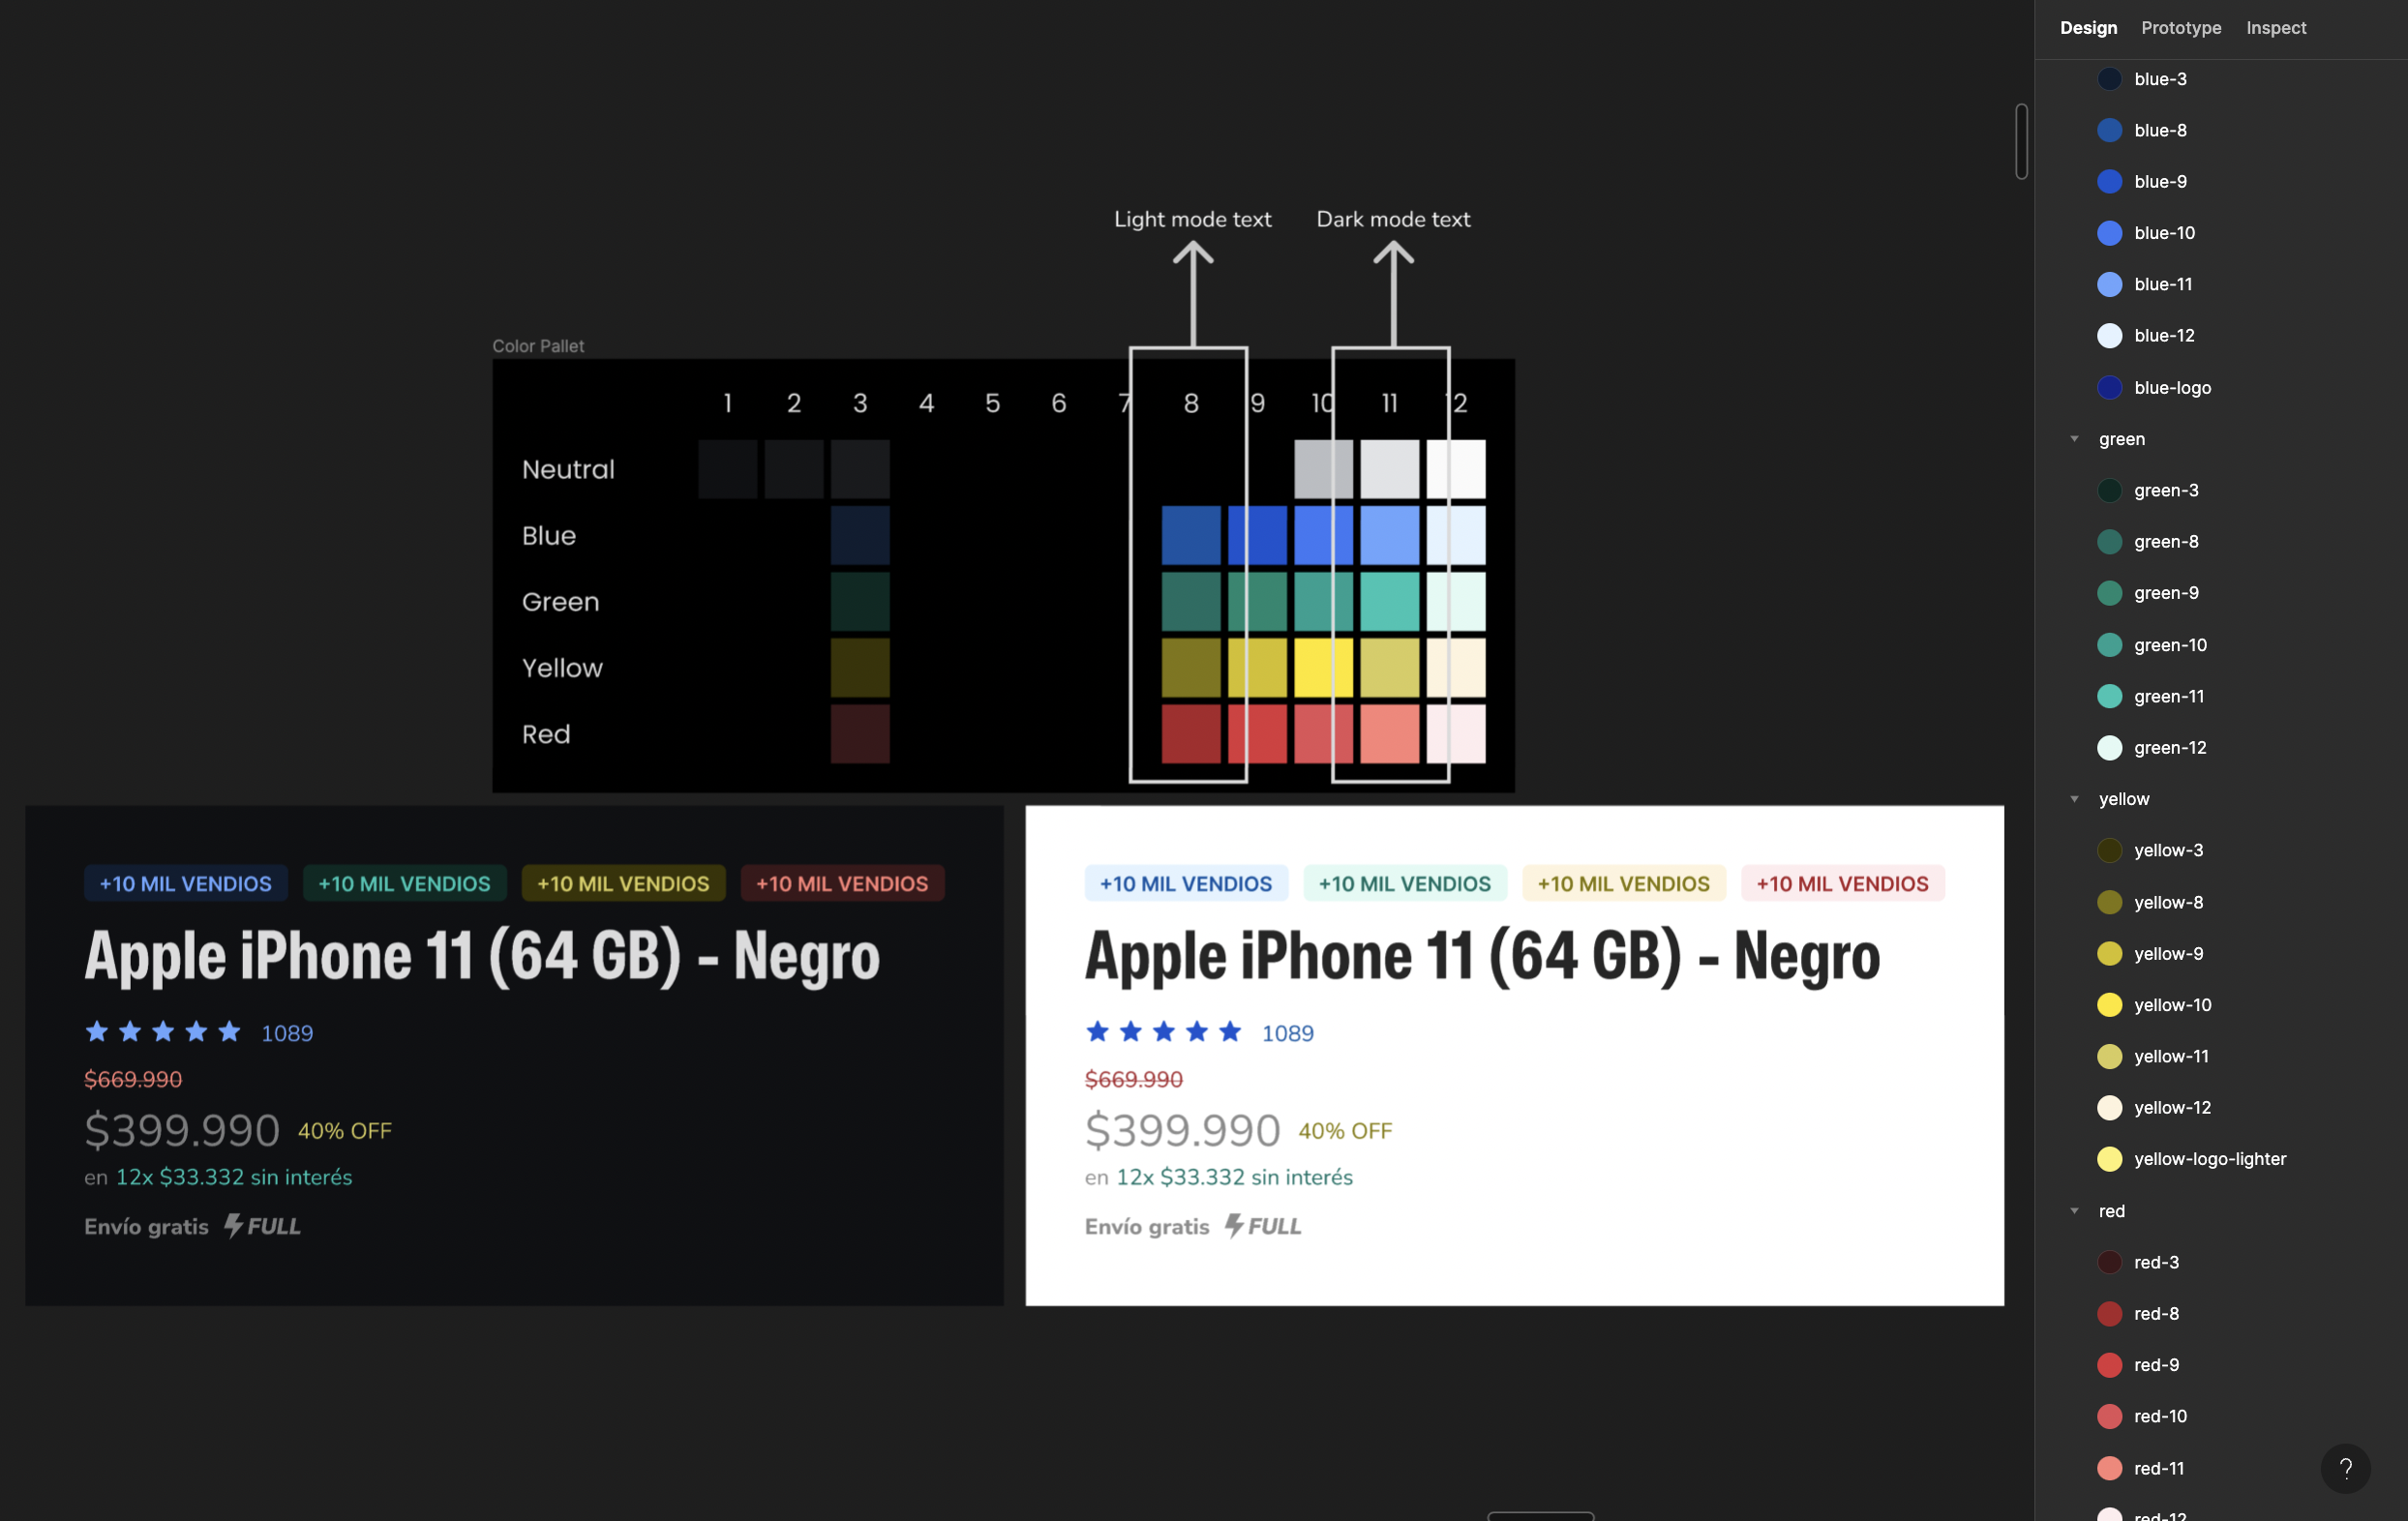 Light mode text
Dark mode text
Color Pallet
1 2 3 4 5 6 7 8 9 10 11 12
Neutral
Blue
Green
Yellow
Red
+10 MIL VENDIOS +10 MIL VENDIOS +10 MIL VENDIOS +10 MIL VENDIOS
Apple iPhone 11 (64 GB) - Negro
1089
$669.990
$399.990 40% OFF
en 12x $33.332 sin interés
Envío gratis FULL
+10 MIL VENDIOS +10 MIL VENDIOS +10 MIL VENDIOS +10 MIL VENDIOS
Apple iPhone 11 (64 GB) - Negro
1089
$669.990
$399.990 40% OFF
en 12x $33.332 sin interés
Envío gratis FULL
Design Prototype Inspect
blue-3
blue-8
blue-9
blue-10
blue-11
blue-12
blue-logo
green
green-3
green-8
green-9
green-10
green-11
green-12
yellow
yellow-3
yellow-8
yellow-9
yellow-10
yellow-11
yellow-12
yellow-logo-lighter
red
red-3
red-8
red-9
red-10
red-11
red-12
?